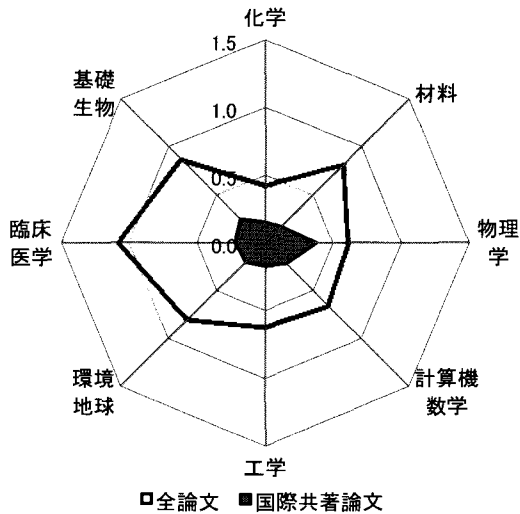 化学
1.5
基礎
生物
材料
1.0
0.5
臨床
医学
0.0
物理
学
環境
地球
計算機
数学
工学
全論文 国際共著論文